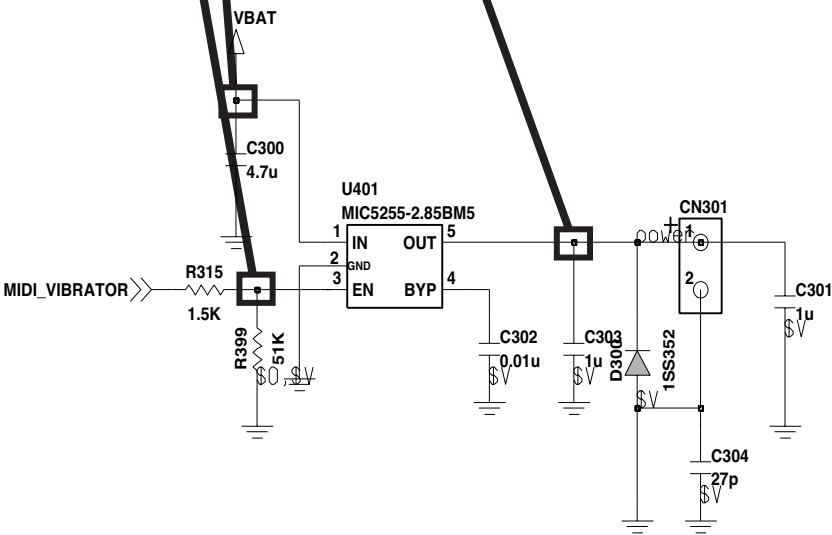 VBAT
C300
4.7u
U401
MIC5255-2.85BM5
1 IN OUT 5
2 GND
3 EN BYP 4
CN301
power
+
1
2
MIDI_VIBRATOR
R315
1.5K
R399
51K
$O,$V
C302
0.01u
$V
C303
1u
$V
D300
1SS352
$V
C301
1u
$V
C304
27p
$V